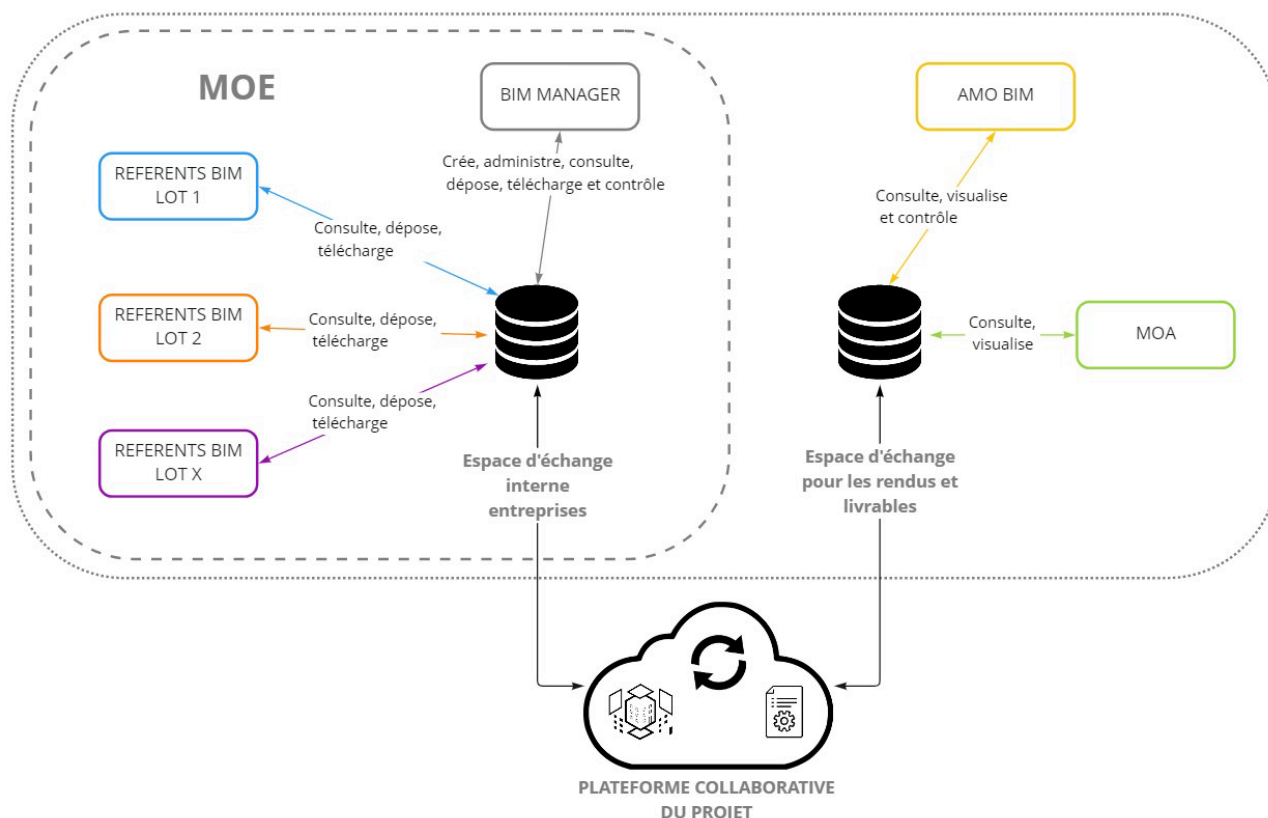 MOE
BIM MANAGER
AMO BIM
Crée, administre, consulte,
dépose, télécharge et contrôle
REFERENTS BIM
LOT 1
Consulte, dépose,
télécharge
Consulte, visualise
et contrôle
REFERENTS BIM
LOT 2
Consulte, dépose,
télécharge
Consulte,
visualise
MOA
Consulte, dépose,
télécharge
REFERENTS BIM
LOT X
Espace d'échange
interne
entreprises
Espace d'échange
pour les rendus et
livrables
PLATEFORME COLLABORATIVE
DU PROJET